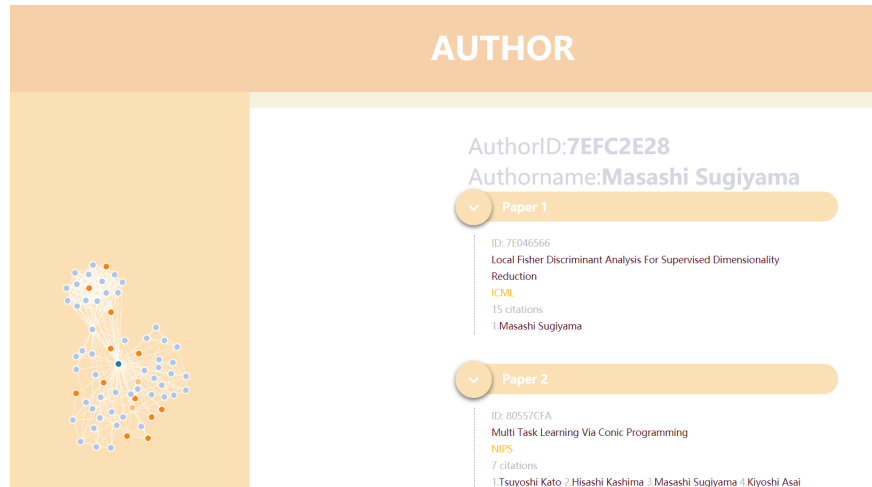 AUTHOR
AuthorID:7EFC2E28
Authorname:Masashi Sugiyama
Paper 1
ID: 7E046566
Local Fisher Discriminant Analysis For Supervised Dimensionality
Reduction
ICML
15 citations
1.Masashi Sugiyama
Paper 2
ID: 80557CFA
Multi Task Learning Via Conic Programming
NIPS
7 citations
1.Tsuyoshi Kato 2.Hisashi Kashima 3.Masashi Sugiyama 4.Kiyoshi Asai